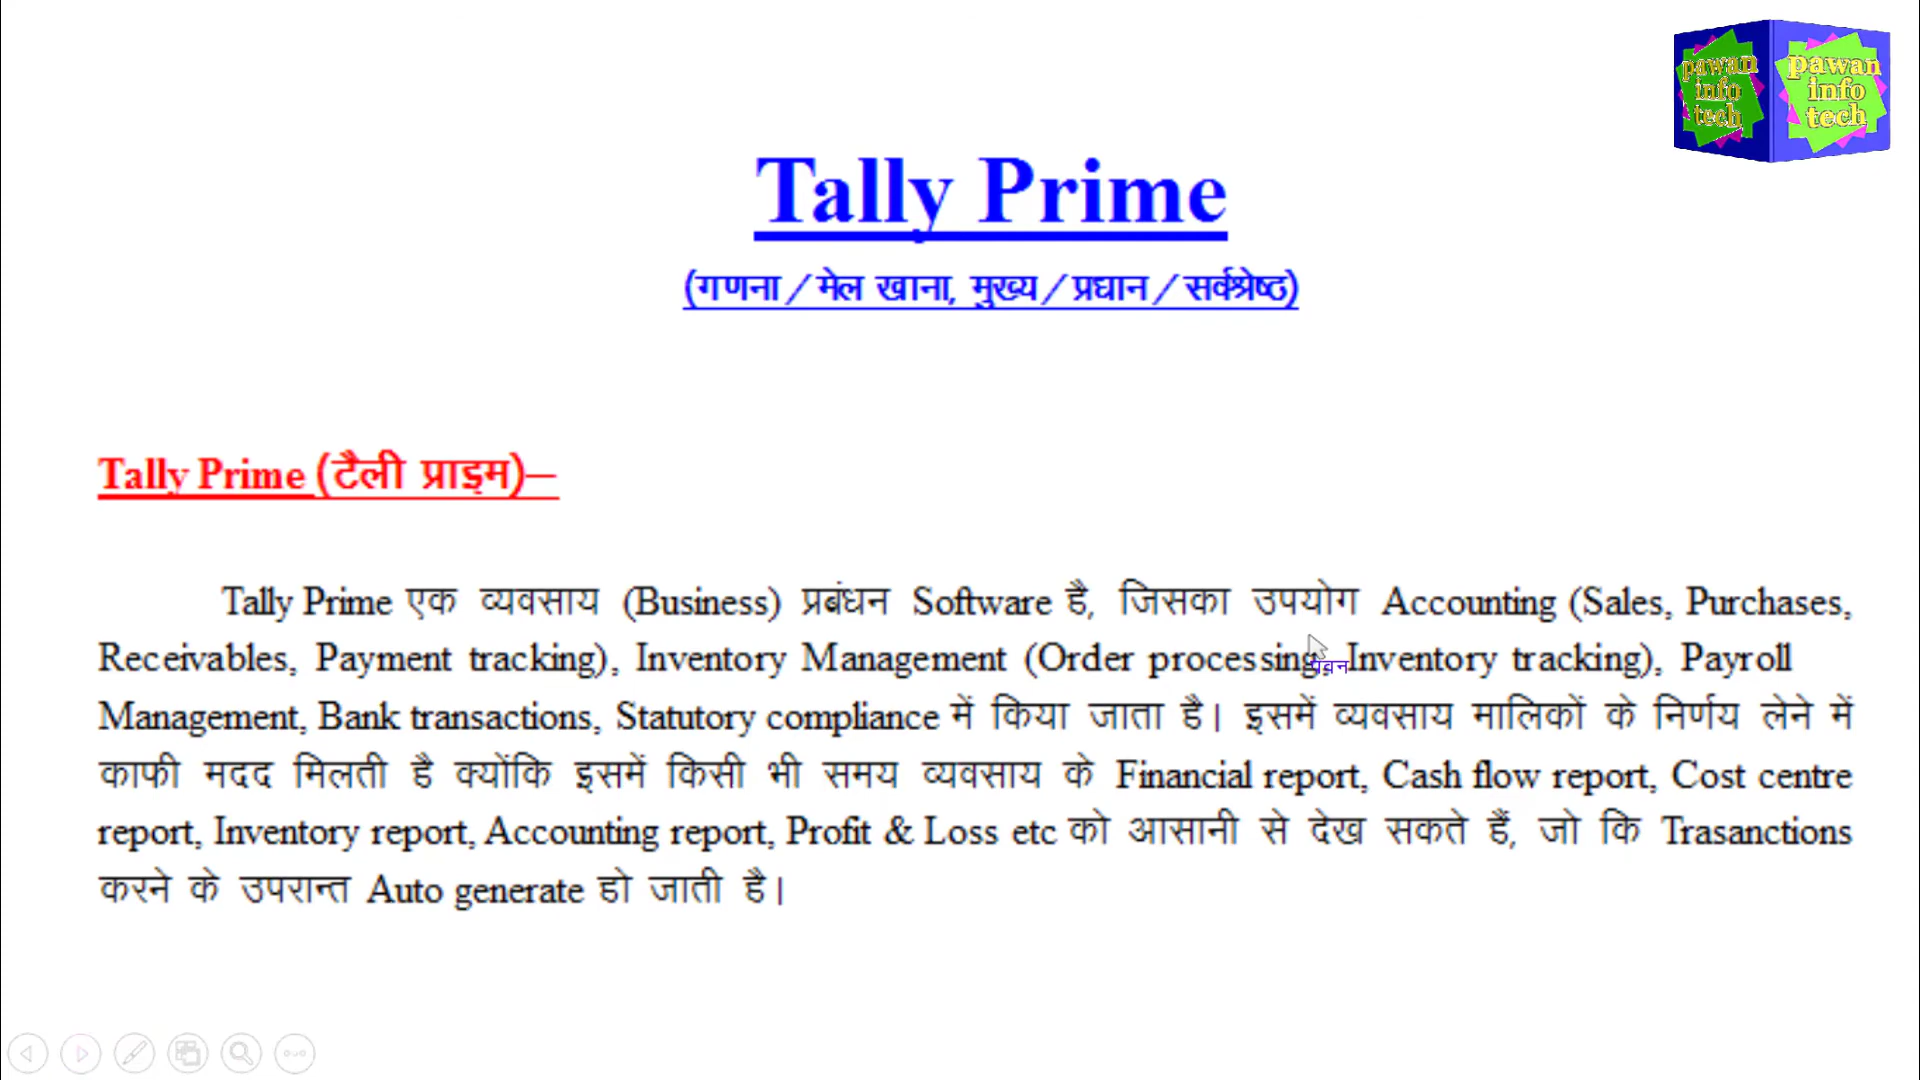 pawan pawan
info info
tech tech
Tally Prime
(गणना/मेल खाना, मुख्य/प्रधान/सर्वश्रेष्ठ)
Tally Prime (टैली प्राइम)–
Tally Prime एक व्यवसाय (Business) प्रबंधन Software है, जिसका उपयोग Accounting (Sales, Purchases,
Receivables, Payment tracking), Inventory Management (Order processing, Inventory tracking), Payroll
पवन
Management, Bank transactions, Statutory compliance में किया जाता है। इसमें व्यवसाय मालिकों के निर्णय लेने में
काफी मदद मिलती है क्योंकि इसमें किसी भी समय व्यवसाय के Financial report, Cash flow report, Cost centre
report, Inventory report, Accounting report, Profit & Loss etc को आसानी से देख सकते हैं, जो कि Trasanctions
करने के उपरान्त Auto generate डो जाती है।